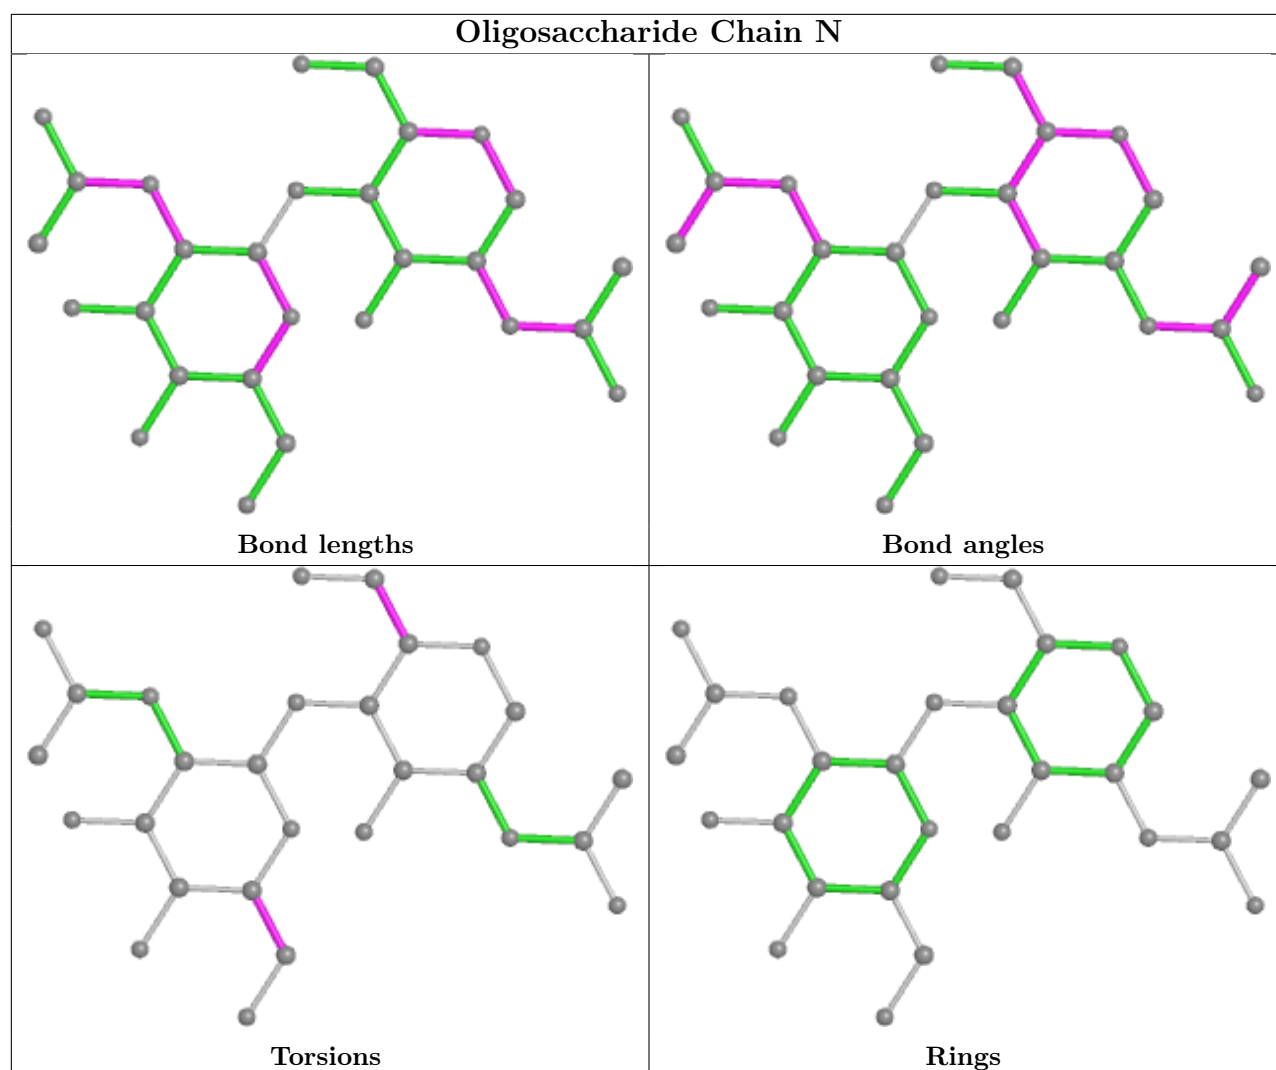 Oligosaccharide Chain N
Bond lengths
Bond angles
Torsions
Rings